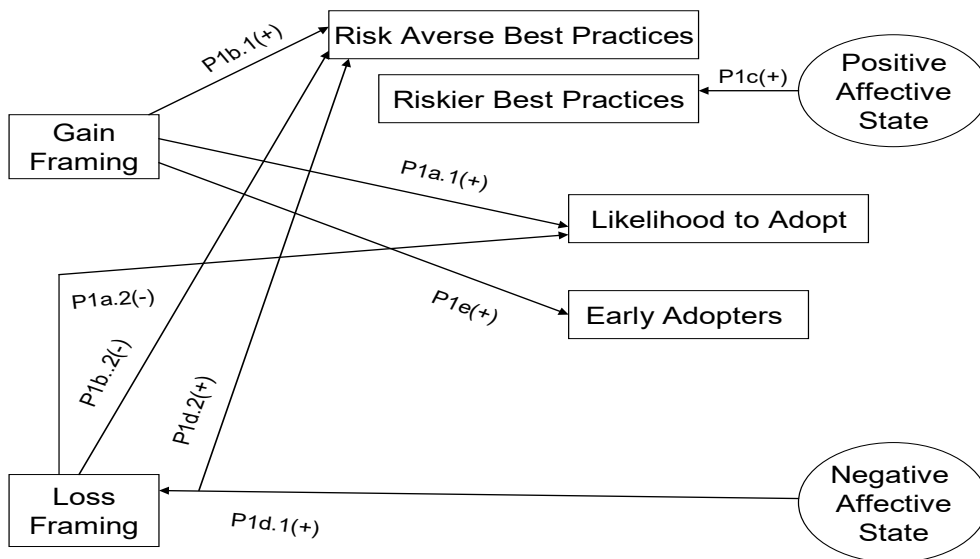 P1b.1(+)
Risk Averse Best Practices
Riskier Best Practices
P1c(+)
Positive
Affective
State
Gain
Framing
P1a.1(+)
Likelihood to Adopt
P1a.2(-)
P1e(+)
Early Adopters
P1b..2(-)
P1d.2(+)
Loss
Framing
P1d.1(+)
Negative
Affective
State